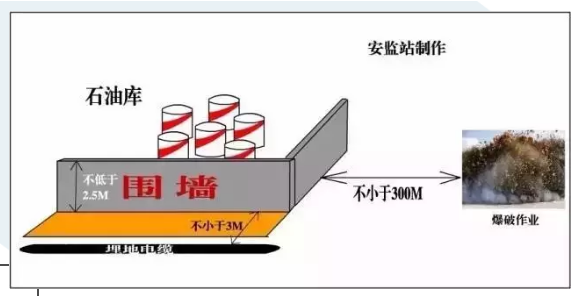 安监站制作
石油库
不低于
2.5M
围墙
不小于300M
不小于3M
爆破作业
埋地电缆